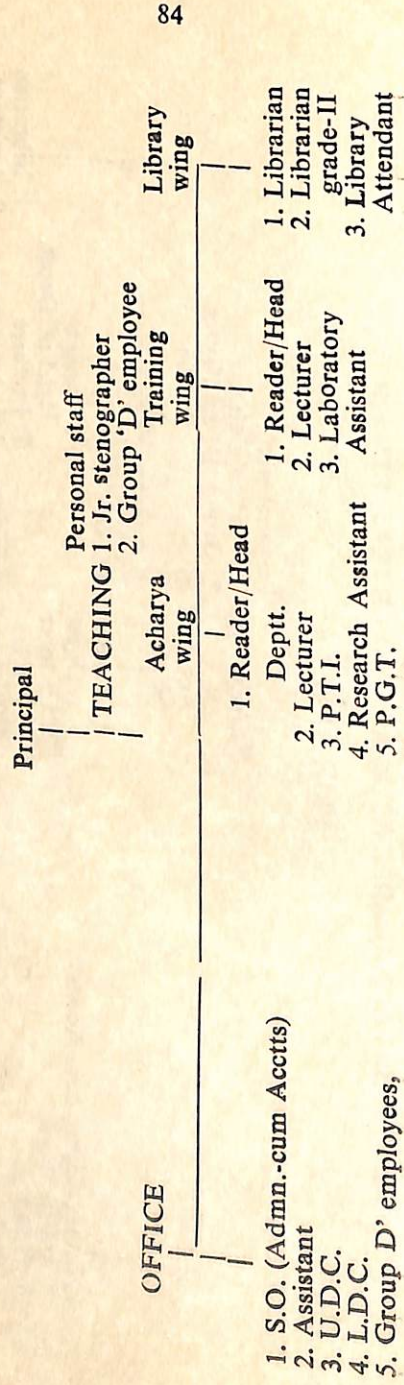 84
Principal
Personal staff
TEACHING 1. Jr. stenographer
2. Group ‘D’ employee
OFFICE
Acharya
wing
Training
wing
Library
wing
1. S.O. (Admn.-cum Acctts)
2. Assistant
3. U.D.C.
4. L.D.C.
5. Group D’ employees,
1. Reader/Head
Deptt.
2. Lecturer
3. P.T.I.
4. Research Assistant
5. P.G.T.
1. Reader/Head
2. Lecturer
3. Laboratory
Assistant
1. Librarian
2. Librarian
grade-II
3. Library
Attendant